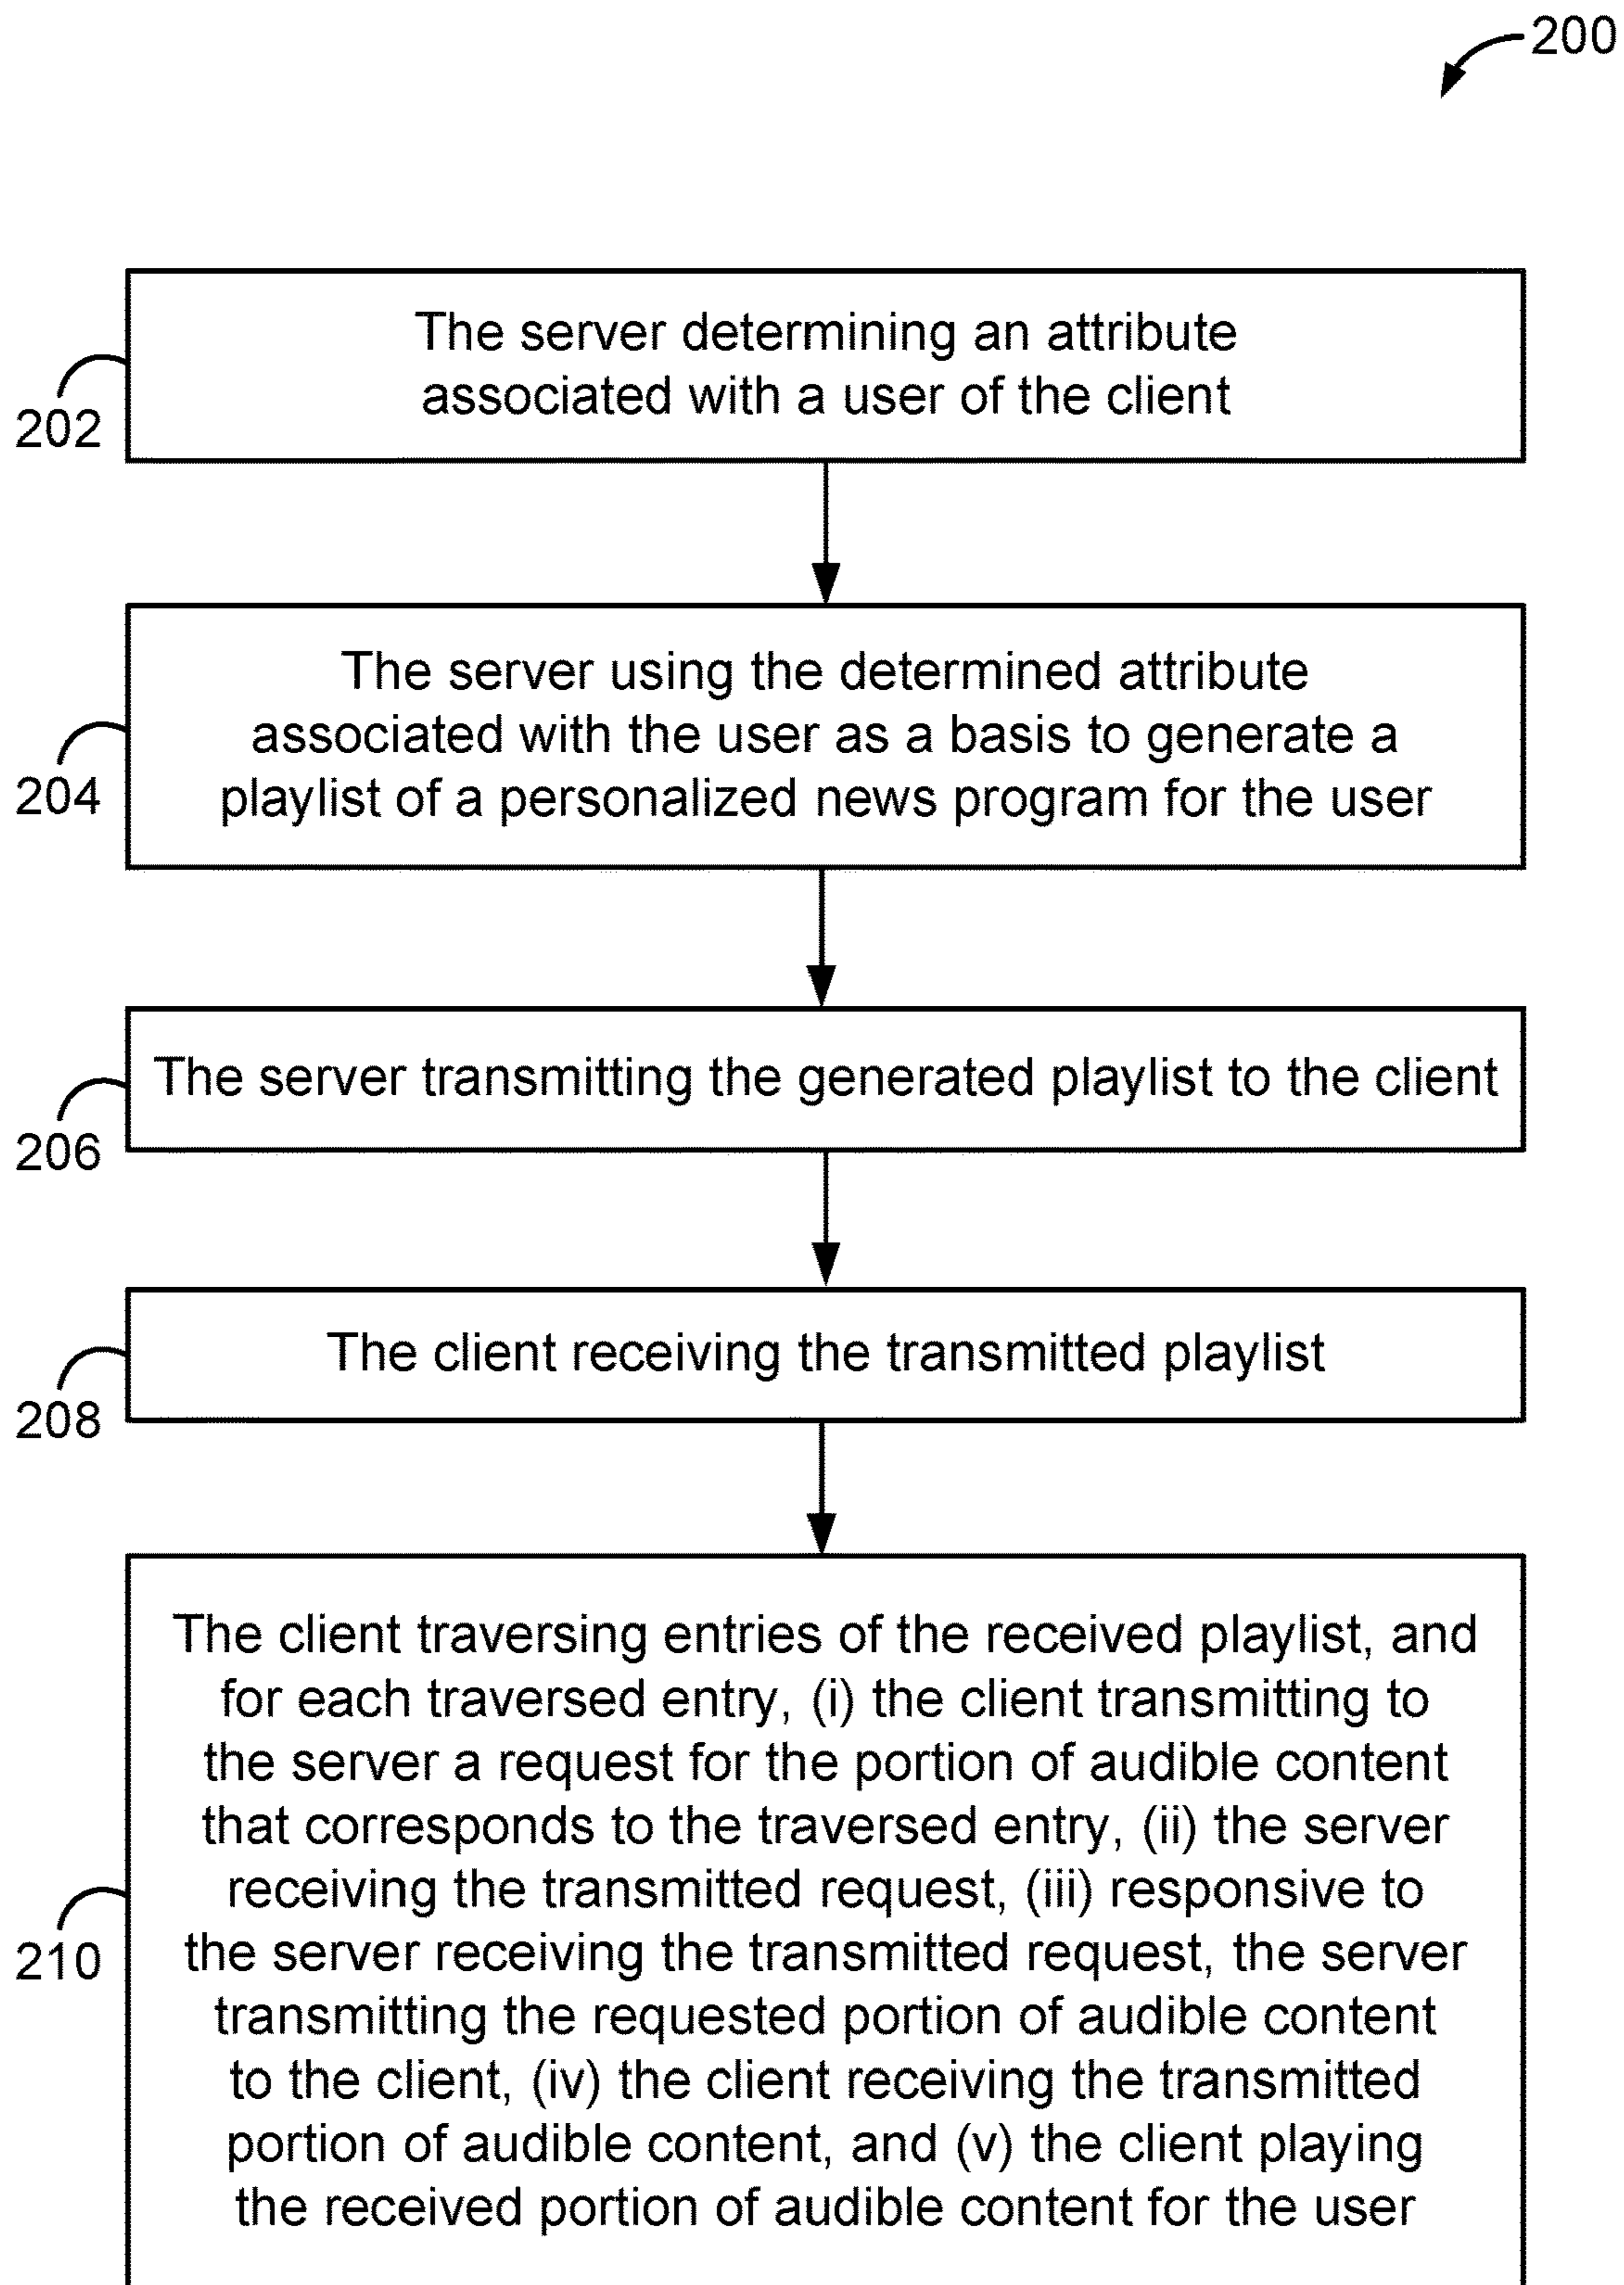 200
The server determining an attribute
associated with a user of the client
202
The server using the determined attribute
associated with the user as a basis to generate a
playlist of a personalized news program for the user
204
The server transmitting the generated playlist to the client
206
The client receiving the transmitted playlist
208
The client traversing entries of the received playlist, and
for each traversed entry, (i) the client transmitting to
the server a request for the portion of audible content
that corresponds to the traversed entry, (ii) the server
receiving the transmitted request, (iii) responsive to
the server receiving the transmitted request, the server
transmitting the requested portion of audible content
to the client, (iv) the client receiving the transmitted
portion of audible content, and (v) the client playing
the received portion of audible content for the user
210